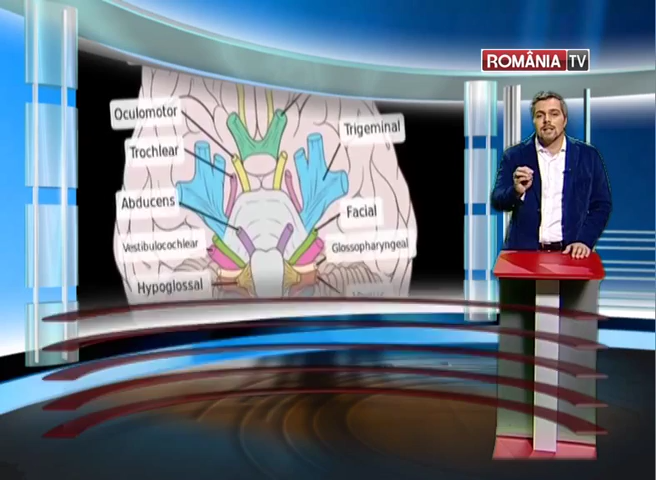 ROMÂNIA TV
Oculomotor
Trigeminal
Trochlear
Abducens
Facial
Vestibulocochlear
Glossopharyngeal
Hypoglossal